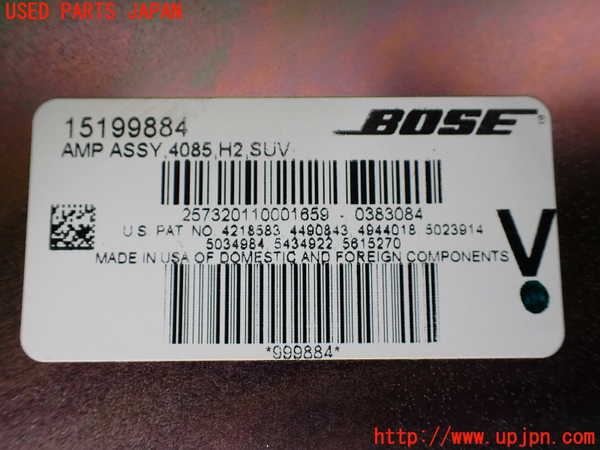 USED PARTS JAPAN
15199884
BOSE
AMP ASSY,4085,H2,SUV
257320110001659 - 0383084
U.S. PAT NO. 4218583 4490843 4944018 5023914
5034984 5434922 5615270
MADE IN USA OF DOMESTIC AND FOREIGN COMPONENTS
V
*999884*
http://www.upjpn.com